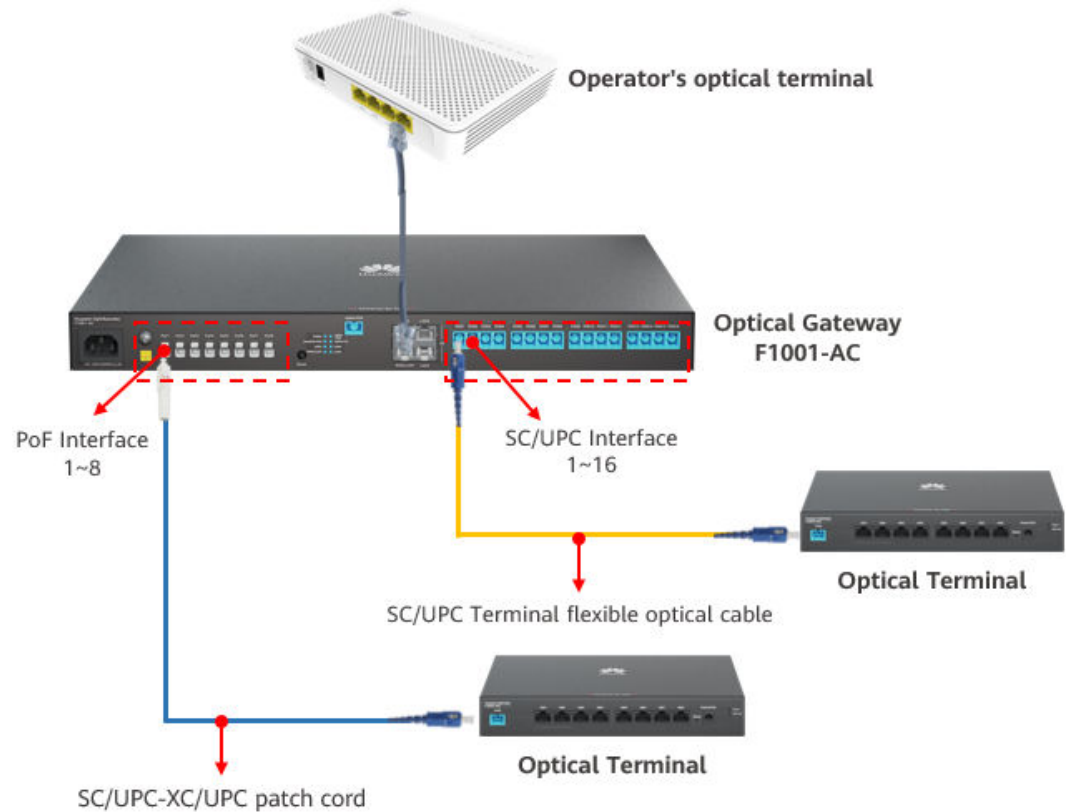 Operator's optical terminal
Optical Gateway
F1001-AC
PoF Interface
1~8
SC/UPC Interface
1~16
Optical Terminal
SC/UPC Terminal flexible optical cable
Optical Terminal
SC/UPC-XC/UPC patch cord